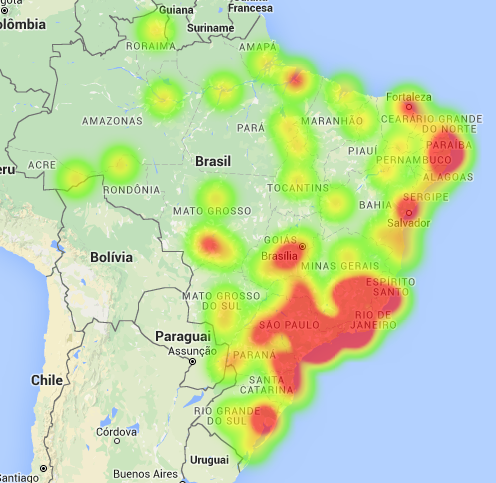 Guiana
Guiana
Francesa
Suriname
olômbia
RORAIMA
AMAPÁ
AMAZONAS
PARÁ
MARANHÃO
Fortaleza
CEARÁ
RIO GRANDE
DO NORTE
PARAÍBA
PIAUÍ
PERNAMBUCO
ALAGOAS
ACRE
Brasil
eru
RONDÔNIA
TOCANTINS
SERGIPE
BAHIA
MATO GROSSO
Salvador
GOIÁS
Brasília
Bolívia
MINAS GERAIS
ESPÍRITO
SANTO
MATO GROSSO
DO SUL
SÃO PAULO
RIO DE
JANEIRO
Paraguai
Assunção
PARANÁ
Chile
SANTA
CATARINA
RIO GRANDE
DO SUL
Córdova
Uruguai
Buenos Aires
Santiago